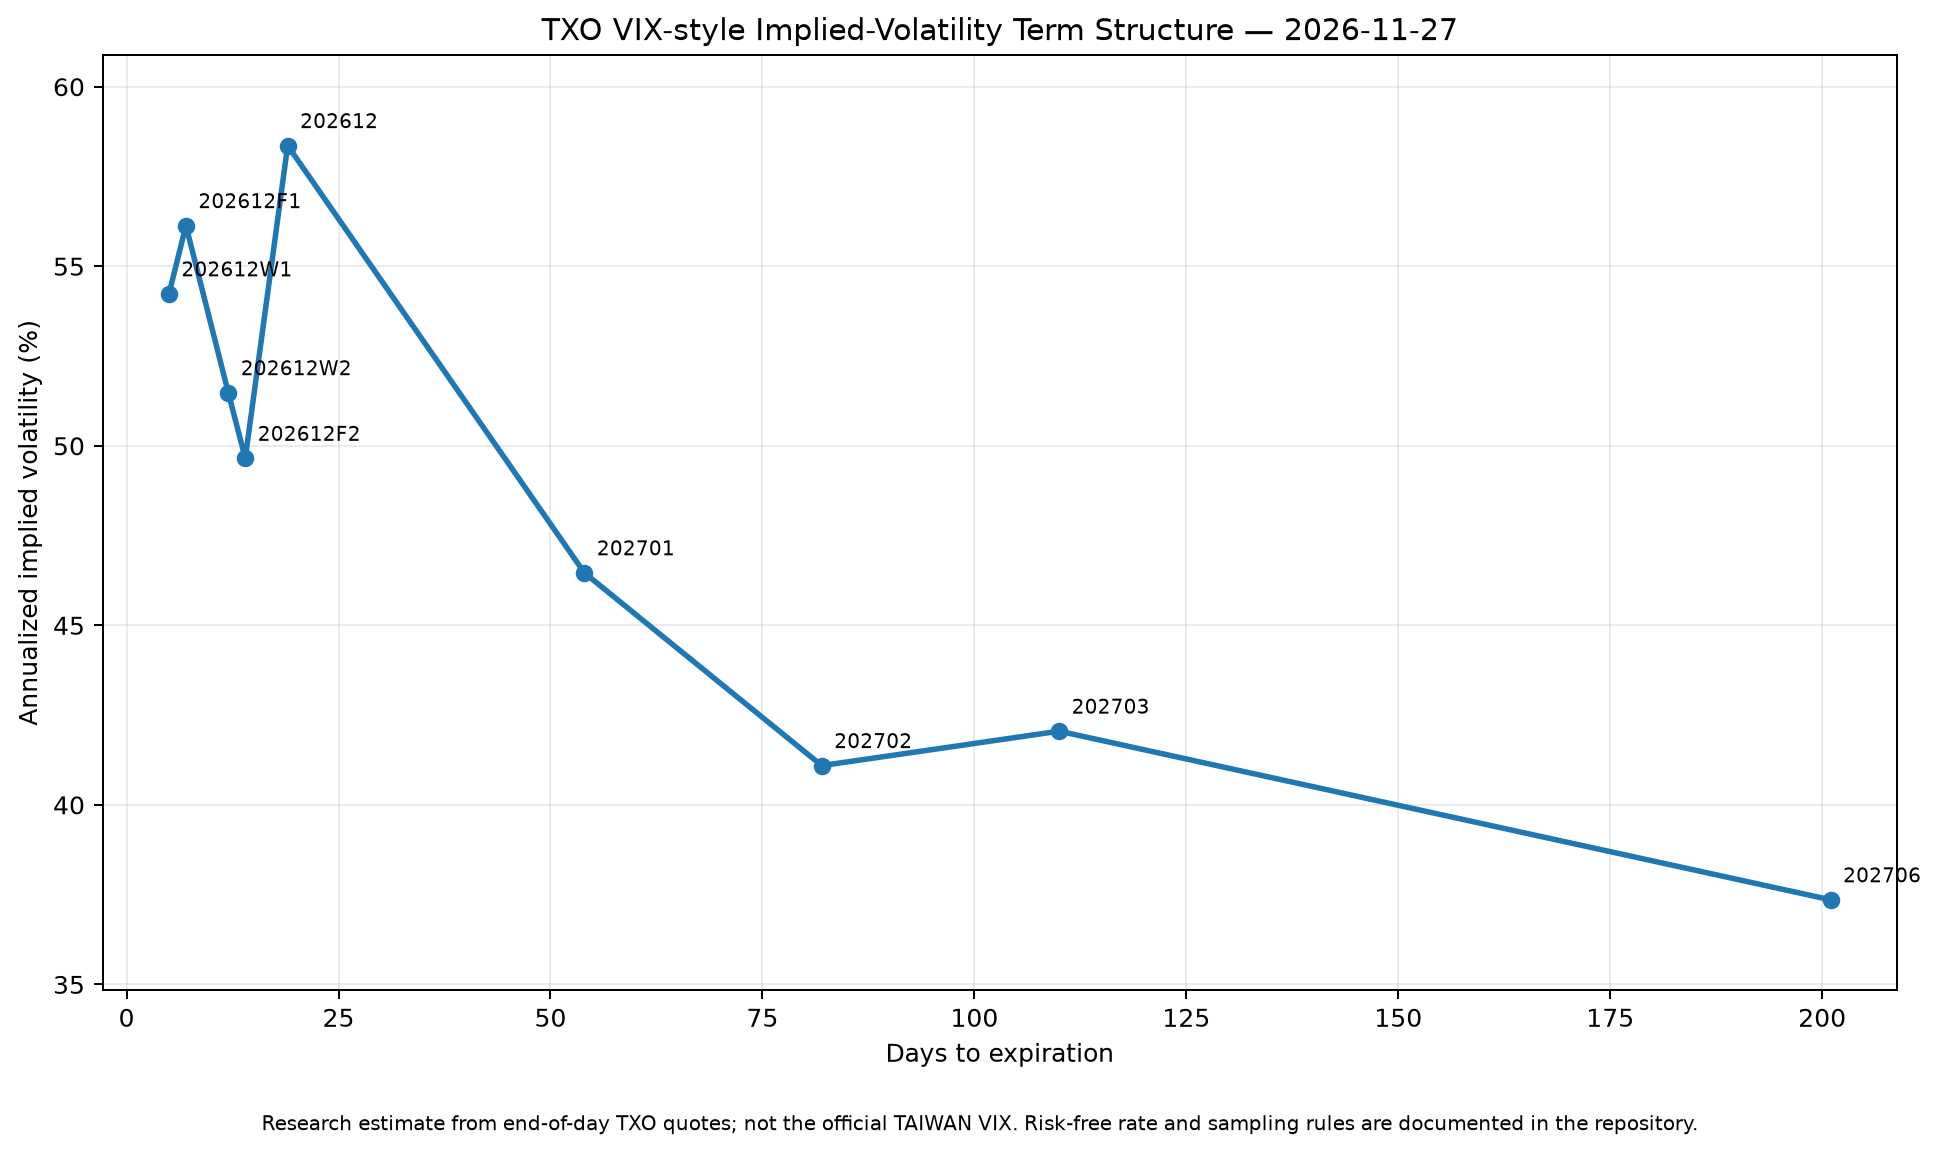 TXO VIX-style Implied-Volatility Term Structure — 2026-11-27
Annualized implied volatility (%)
60
55
50
45
40
35
202612
202612F1
202612W1
202612W2
202612F2
202701
202702
202703
202706
0 25 50 75 100 125 150 175 200
Days to expiration
Research estimate from end-of-day TXO quotes; not the official TAIWAN VIX. Risk-free rate and sampling rules are documented in the repository.